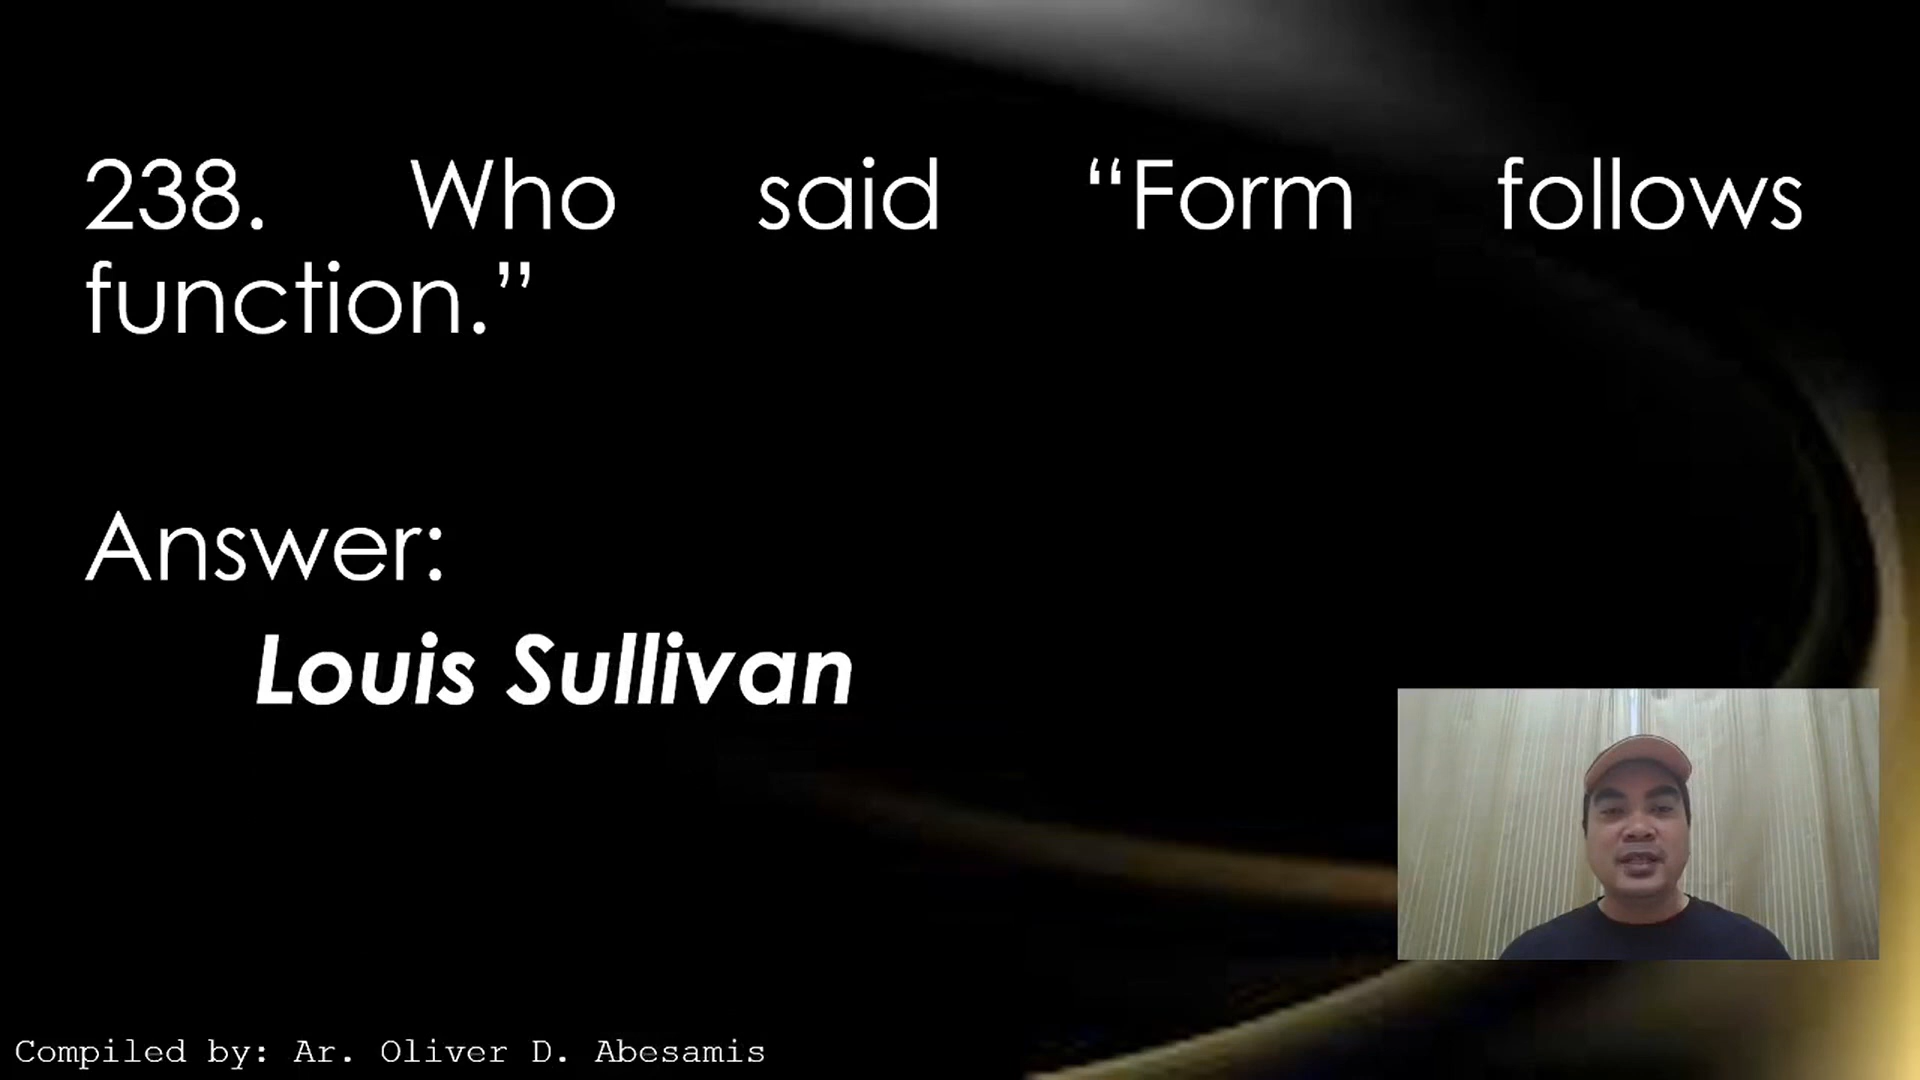 238. Who said “Form follows
function.”
Answer:
Louis Sullivan
Compiled by: Ar. Oliver D. Abesamis